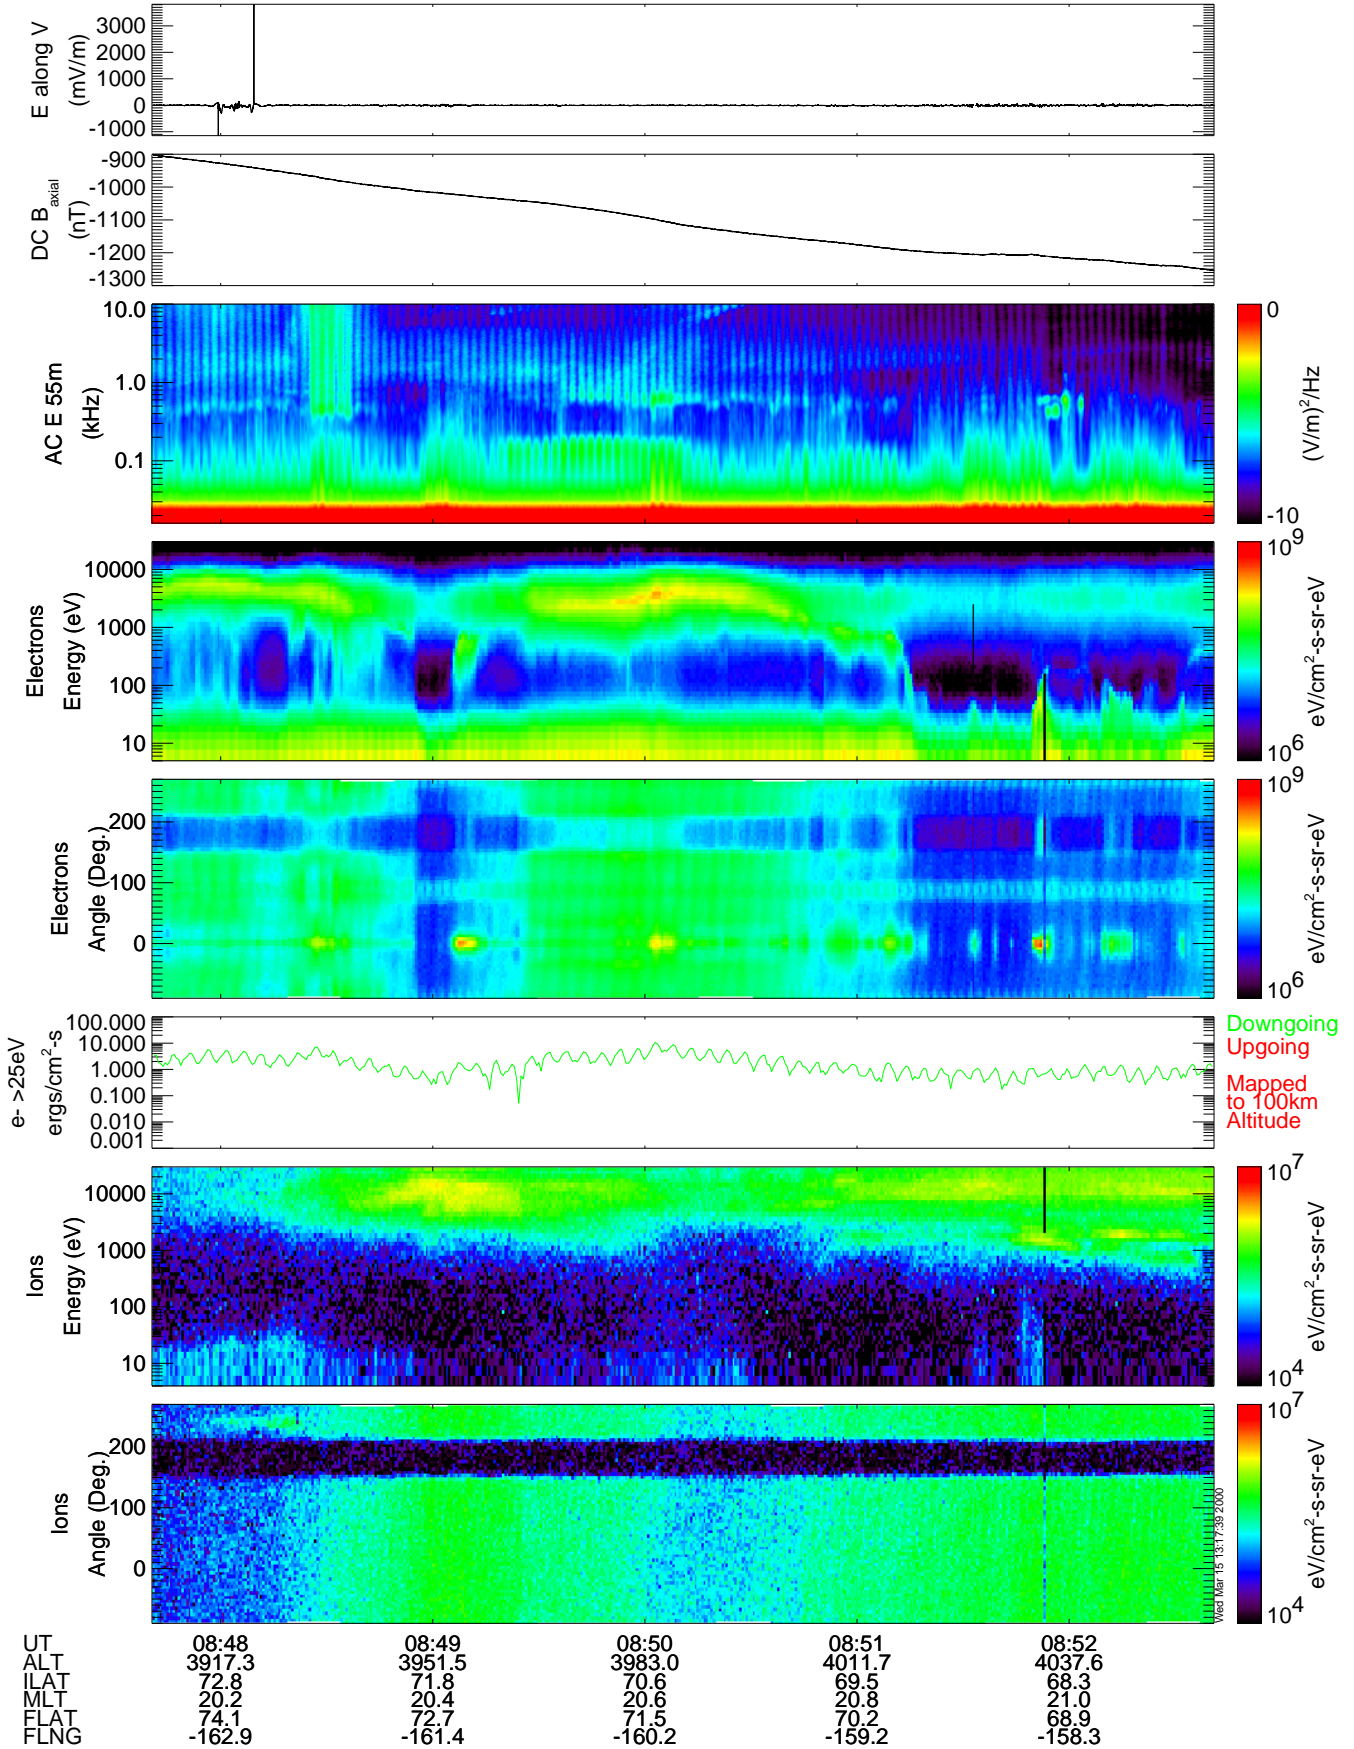 E along V
(mV/m)
3000
2000
1000
0
-1000
DC B axial
(nT)
-900
-1000
-1100
-1200
-1300
AC E 55m
(kHz)
10.0
1.0
0.1
0
-10
(V/m)²/Hz
Electrons
Energy (eV)
10000
1000
100
10
10⁹
10⁶
eV/cm²-s-sr-eV
Electrons
Angle (Deg.)
200
100
0
10⁹
10⁶
eV/cm²-s-sr-eV
e- >25eV
ergs/cm²-s
100.000
10.000
1.000
0.100
0.010
0.001
Downgoing
Upgoing
Mapped
to 100km
Altitude
Ions
Energy (eV)
10000
1000
100
10
10⁷
10⁴
eV/cm²-s-sr-eV
Ions
Angle (Deg.)
200
100
0
10⁷
10⁴
eV/cm²-s-sr-eV
Wed Mar 15 13:17:39 2000
UT 08:48 08:49 08:50 08:51 08:52
ALT 3917.3 3951.5 3983.0 4011.7 4037.6
ILAT 72.8 71.8 70.6 69.5 68.3
MLT 20.2 20.4 20.6 20.8 21.0
FLAT 74.1 72.7 71.5 70.2 68.9
FLNG -162.9 -161.4 -160.2 -159.2 -158.3